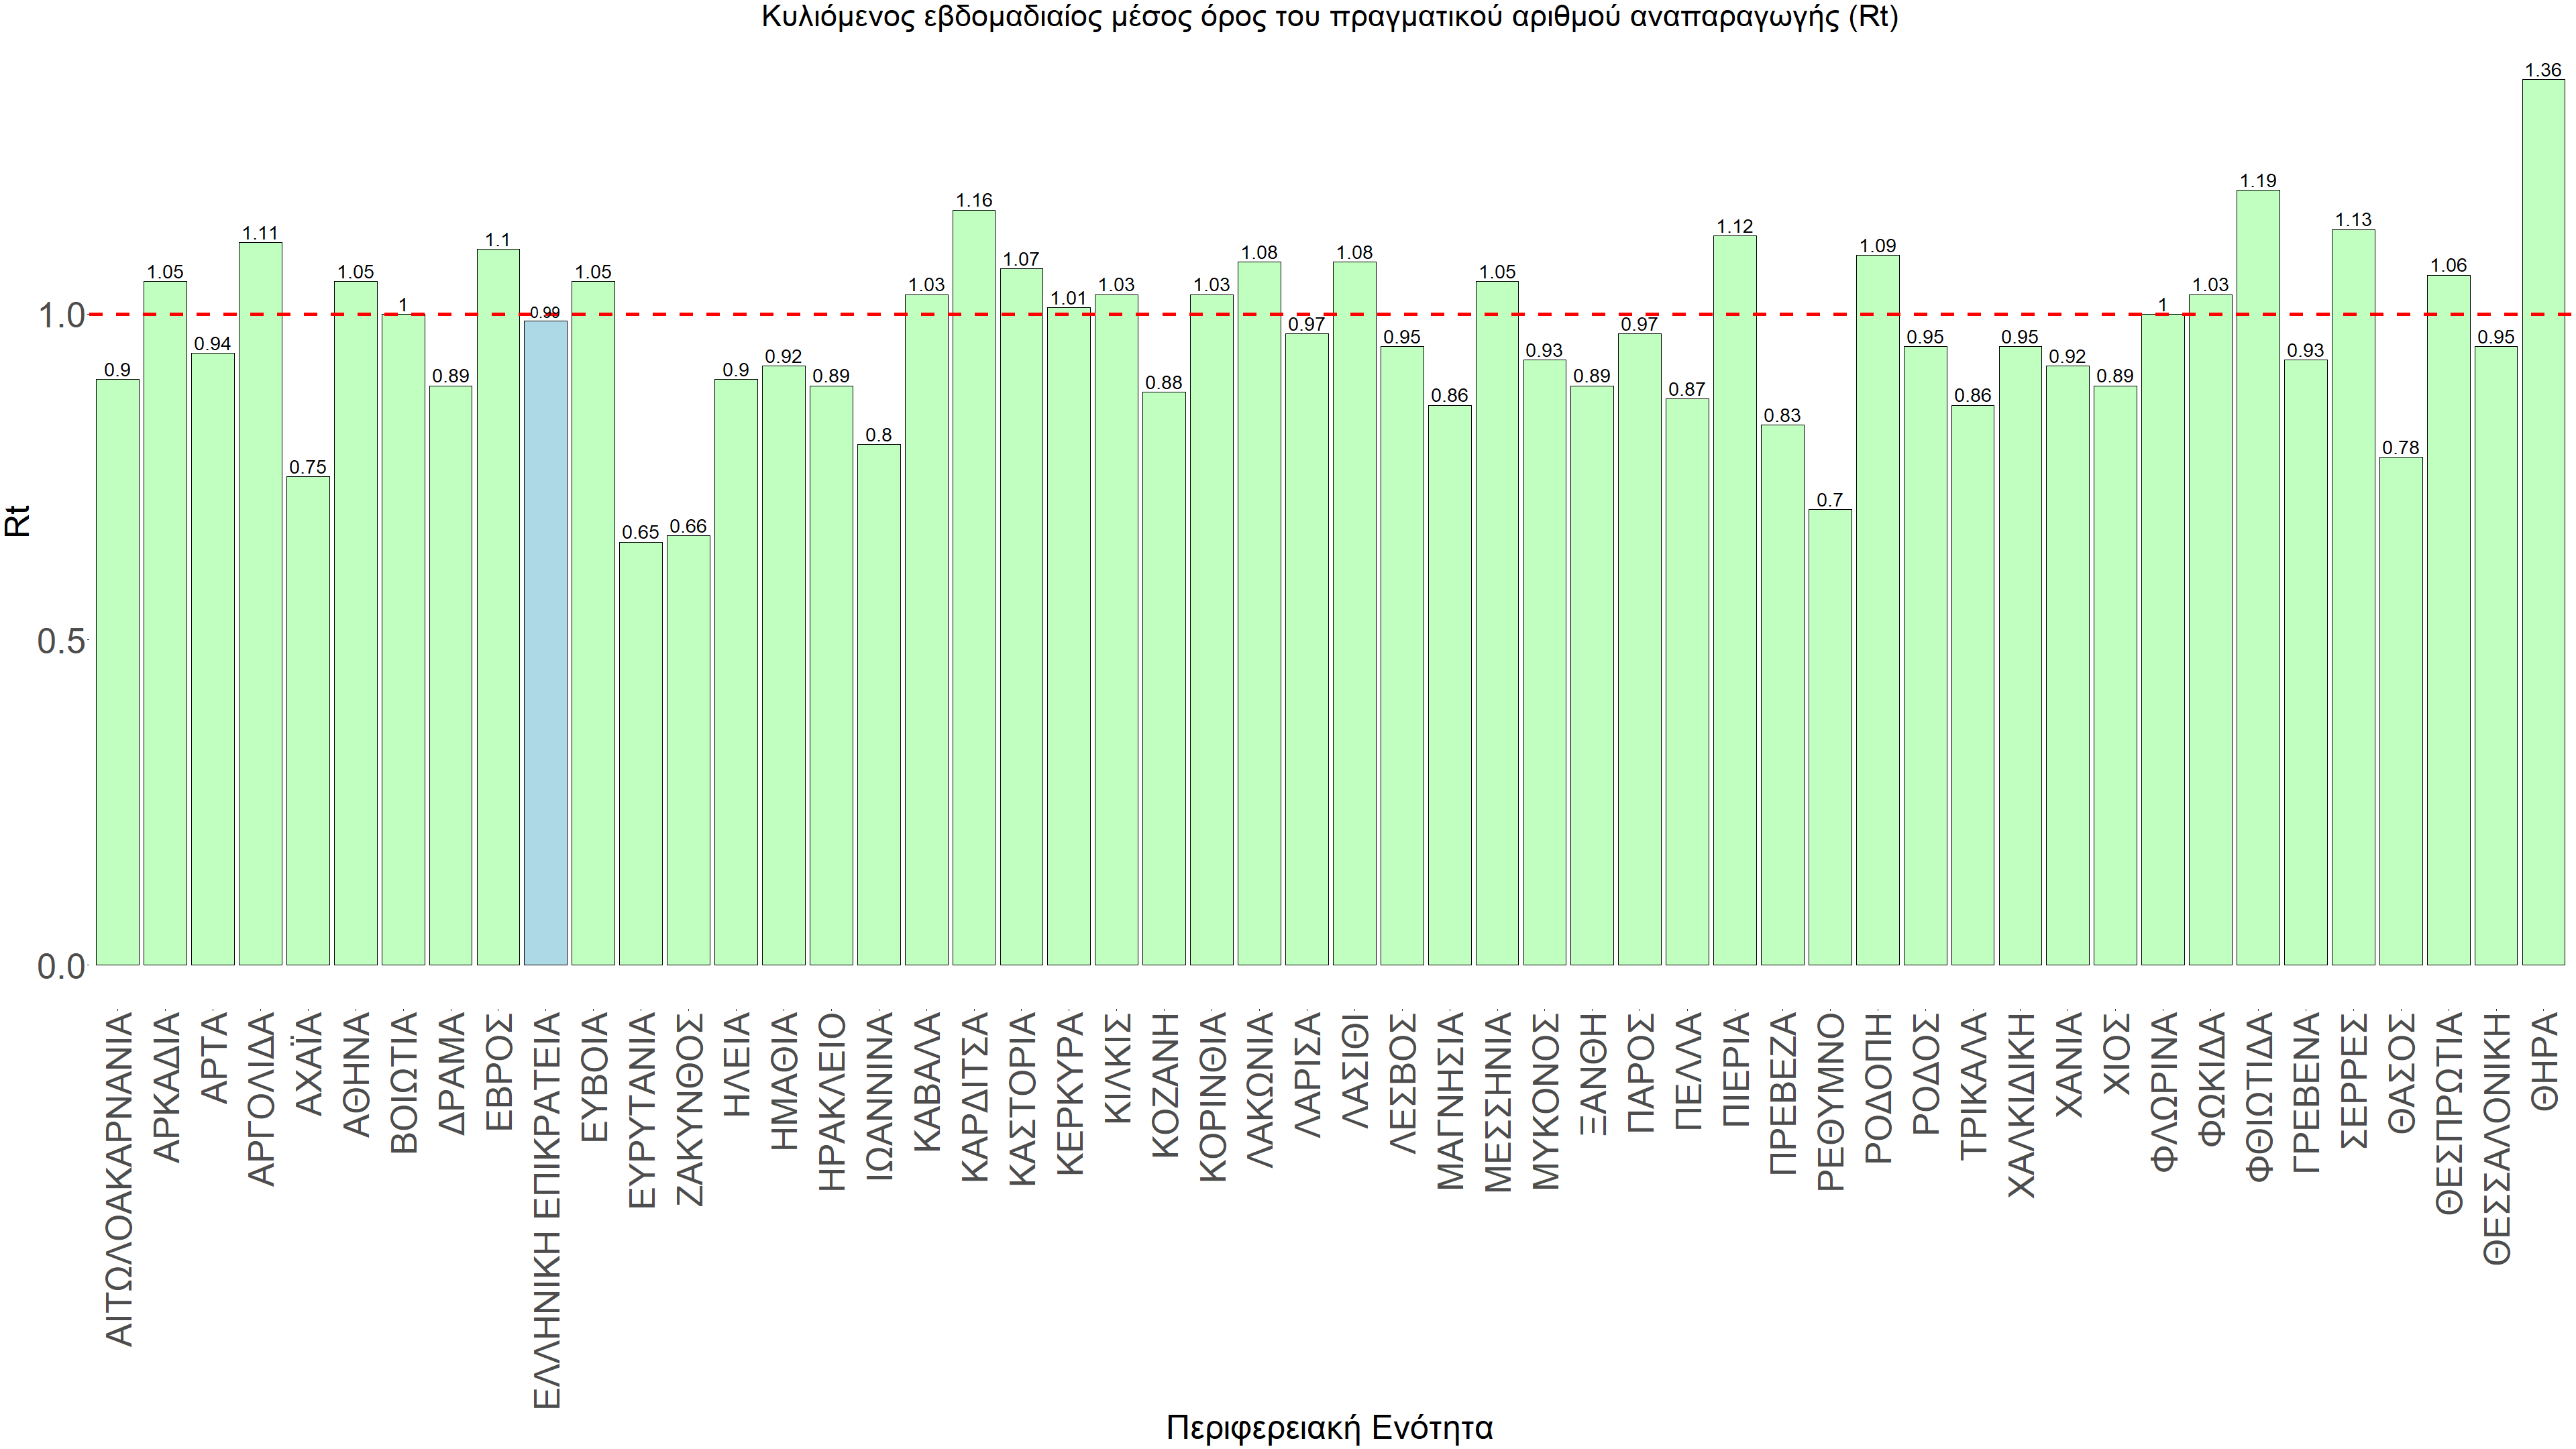 Κυλιόμενος εβδομαδιαίος μέσος όρος του πραγματικού αριθμού αναπαραγωγής (Rt)
Rt
1.0
0.5
0.0
0.9
1.05
0.94
1.11
0.75
1.05
1
0.89
1.1
0.99
1.05
0.65
0.66
0.9
0.92
0.89
0.8
1.03
1.16
1.07
1.01
1.03
0.88
1.03
1.08
0.97
1.08
0.95
0.86
1.05
0.93
0.89
0.97
0.87
1.12
0.83
0.7
1.09
0.95
0.86
0.95
0.92
0.89
1
1.03
1.19
0.93
1.13
0.78
1.06
0.95
1.36
ΑΙΤΩΛΟΑΚΑΡΝΑΝΙΑ
ΑΡΚΑΔΙΑ
ΑΡΤΑ
ΑΡΓΟΛΙΔΑ
ΑΧΑΪΑ
ΑΘΗΝΑ
ΒΟΙΩΤΙΑ
ΔΡΑΜΑ
ΕΒΡΟΣ
ΕΛΛΗΝΙΚΗ ΕΠΙΚΡΑΤΕΙΑ
ΕΥΒΟΙΑ
ΕΥΡΥΤΑΝΙΑ
ΖΑΚΥΝΘΟΣ
ΗΛΕΙΑ
ΗΜΑΘΙΑ
ΗΡΑΚΛΕΙΟ
ΙΩΑΝΝΙΝΑ
ΚΑΒΑΛΑ
ΚΑΡΔΙΤΣΑ
ΚΑΣΤΟΡΙΑ
ΚΕΡΚΥΡΑ
ΚΙΛΚΙΣ
ΚΟΖΑΝΗ
ΚΟΡΙΝΘΙΑ
ΛΑΚΩΝΙΑ
ΛΑΡΙΣΑ
ΛΑΣΙΘΙ
ΛΕΣΒΟΣ
ΜΑΓΝΗΣΙΑ
ΜΕΣΣΗΝΙΑ
ΜΥΚΟΝΟΣ
ΞΑΝΘΗ
ΠΑΡΟΣ
ΠΕΛΛΑ
ΠΙΕΡΙΑ
ΠΡΕΒΕΖΑ
ΡΕΘΥΜΝΟ
ΡΟΔΟΠΗ
ΡΟΔΟΣ
ΤΡΙΚΑΛΑ
ΧΑΛΚΙΔΙΚΗ
ΧΑΝΙΑ
ΧΙΟΣ
ΦΛΩΡΙΝΑ
ΦΩΚΙΔΑ
ΦΘΙΩΤΙΔΑ
ΓΡΕΒΕΝΑ
ΣΕΡΡΕΣ
ΘΑΣΟΣ
ΘΕΣΠΡΩΤΙΑ
ΘΕΣΣΑΛΟΝΙΚΗ
ΘΗΡΑ
Περιφερειακή Ενότητα